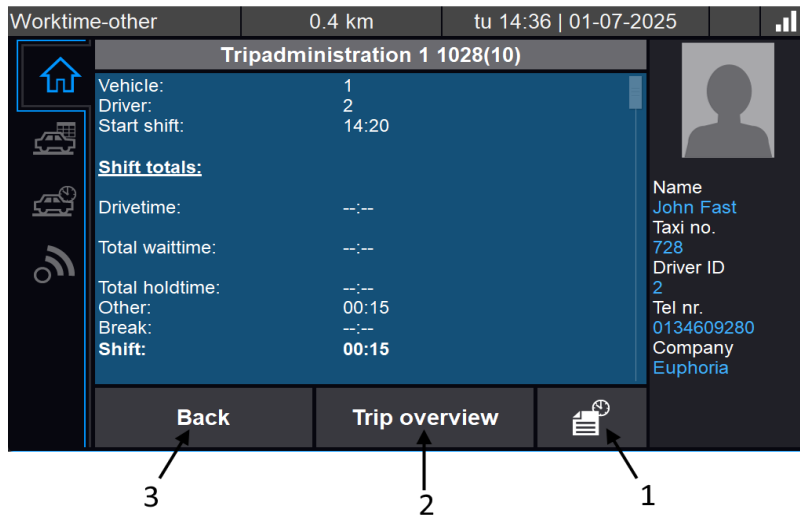 Worktime-other 0.4 km tu 14:36 | 01-07-2025
Tripadministration 1 1028(10)
Vehicle: 1
Driver: 2
Start shift: 14:20
Shift totals:
Drivetime: --:--
Total waittime: --:--
Total holdtime: --:--
Other: 00:15
Break: --:--
Shift: 00:15
Name
John Fast
Taxi no.
728
Driver ID
2
Tel nr.
0134609280
Company
Euphoria
Back Trip overview
3 2 1